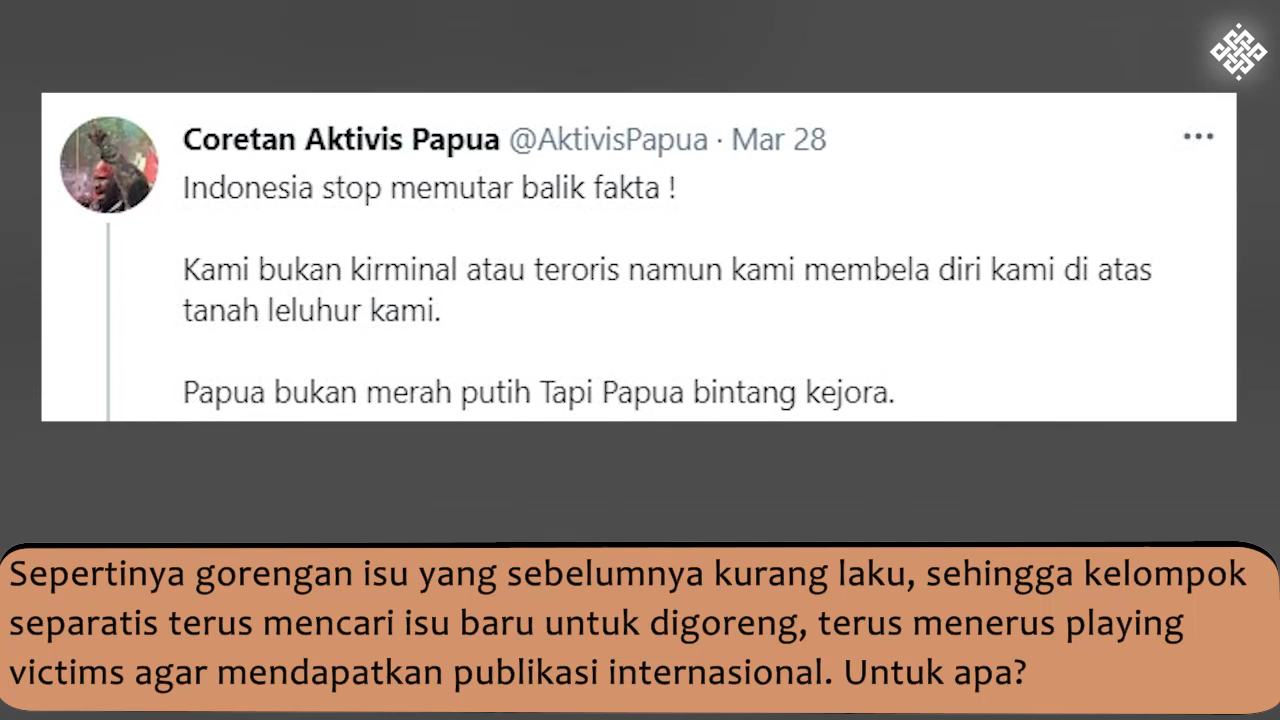 Coretan Aktivis Papua @AktivisPapua · Mar 28
Indonesia stop memutar balik fakta !
Kami bukan kirminal atau teroris namun kami membela diri kami di atas
tanah leluhur kami.
Papua bukan merah putih Tapi Papua bintang kejora.
Sepertinya gorengan isu yang sebelumnya kurang laku, sehingga kelompok
separatis terus mencari isu baru untuk digoreng, terus menerus playing
victims agar mendapatkan publikasi internasional. Untuk apa?